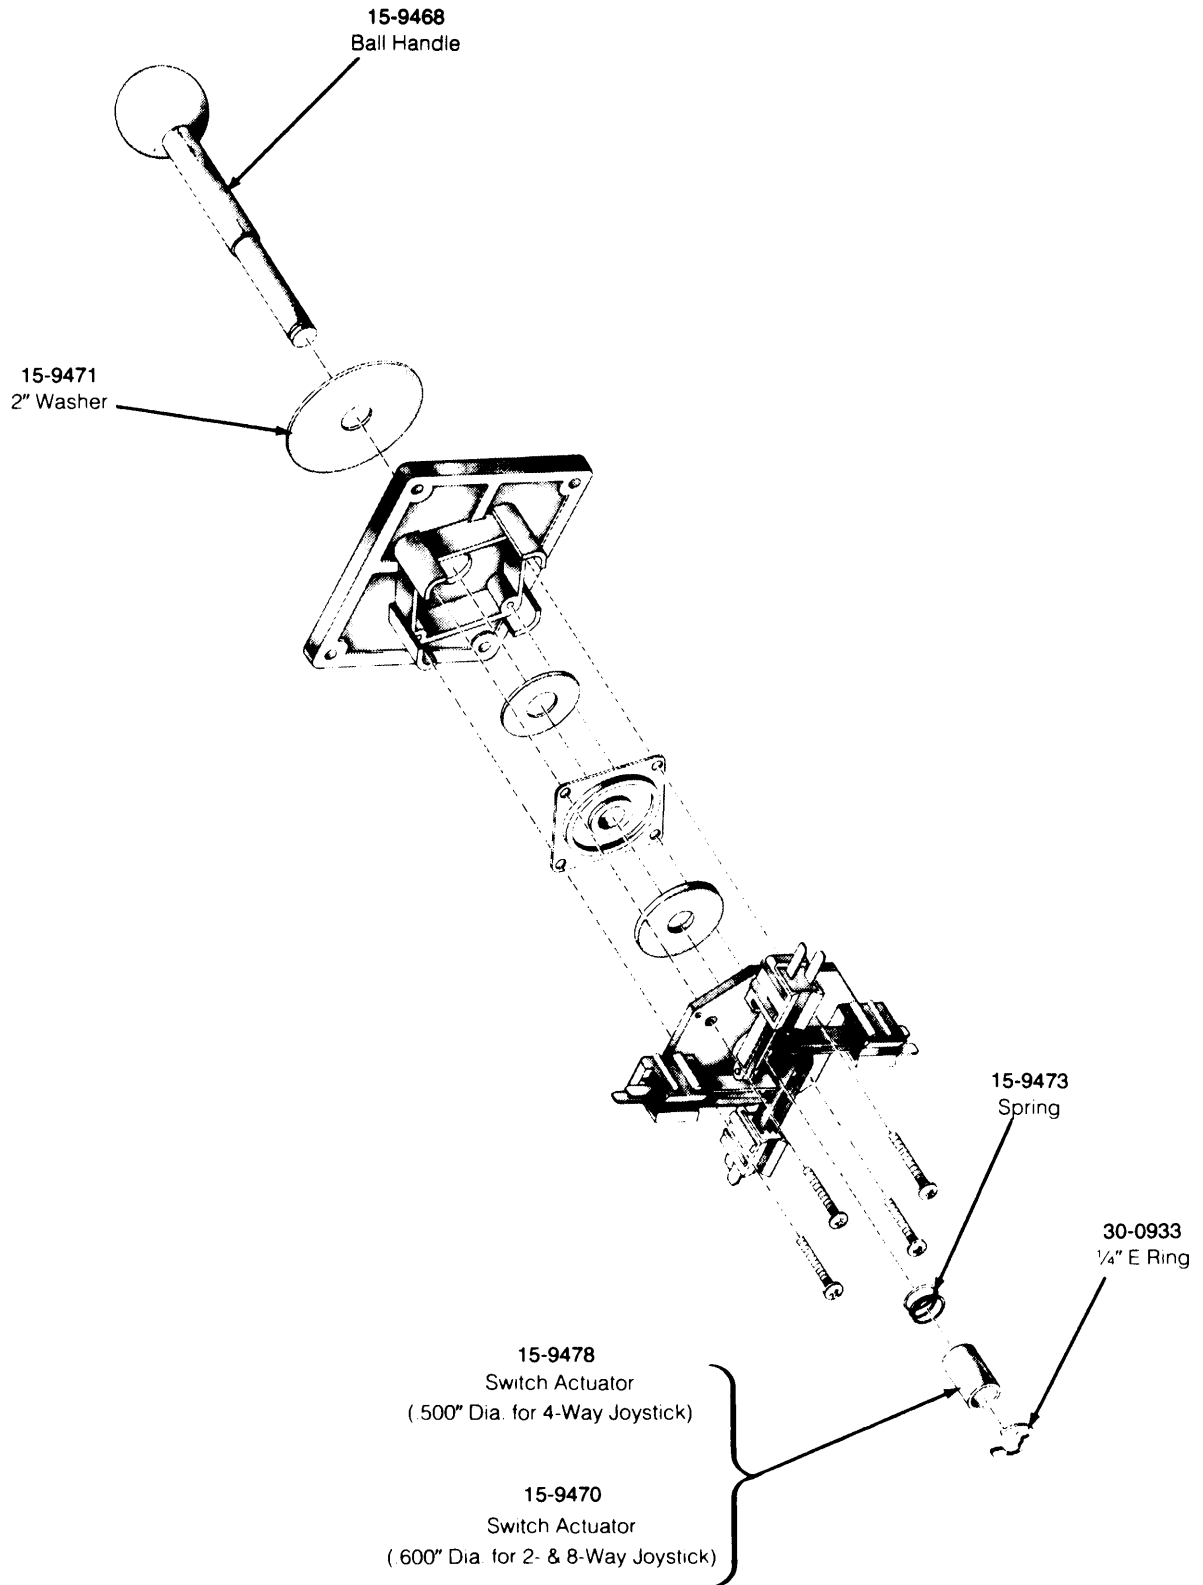 15-9468
Ball Handle
15-9471
2" Washer
15-9473
Spring
30-0933
¼" E Ring
15-9478
Switch Actuator
(.500" Dia. for 4-Way Joystick)
15-9470
Switch Actuator
(.600" Dia. for 2- & 8-Way Joystick)